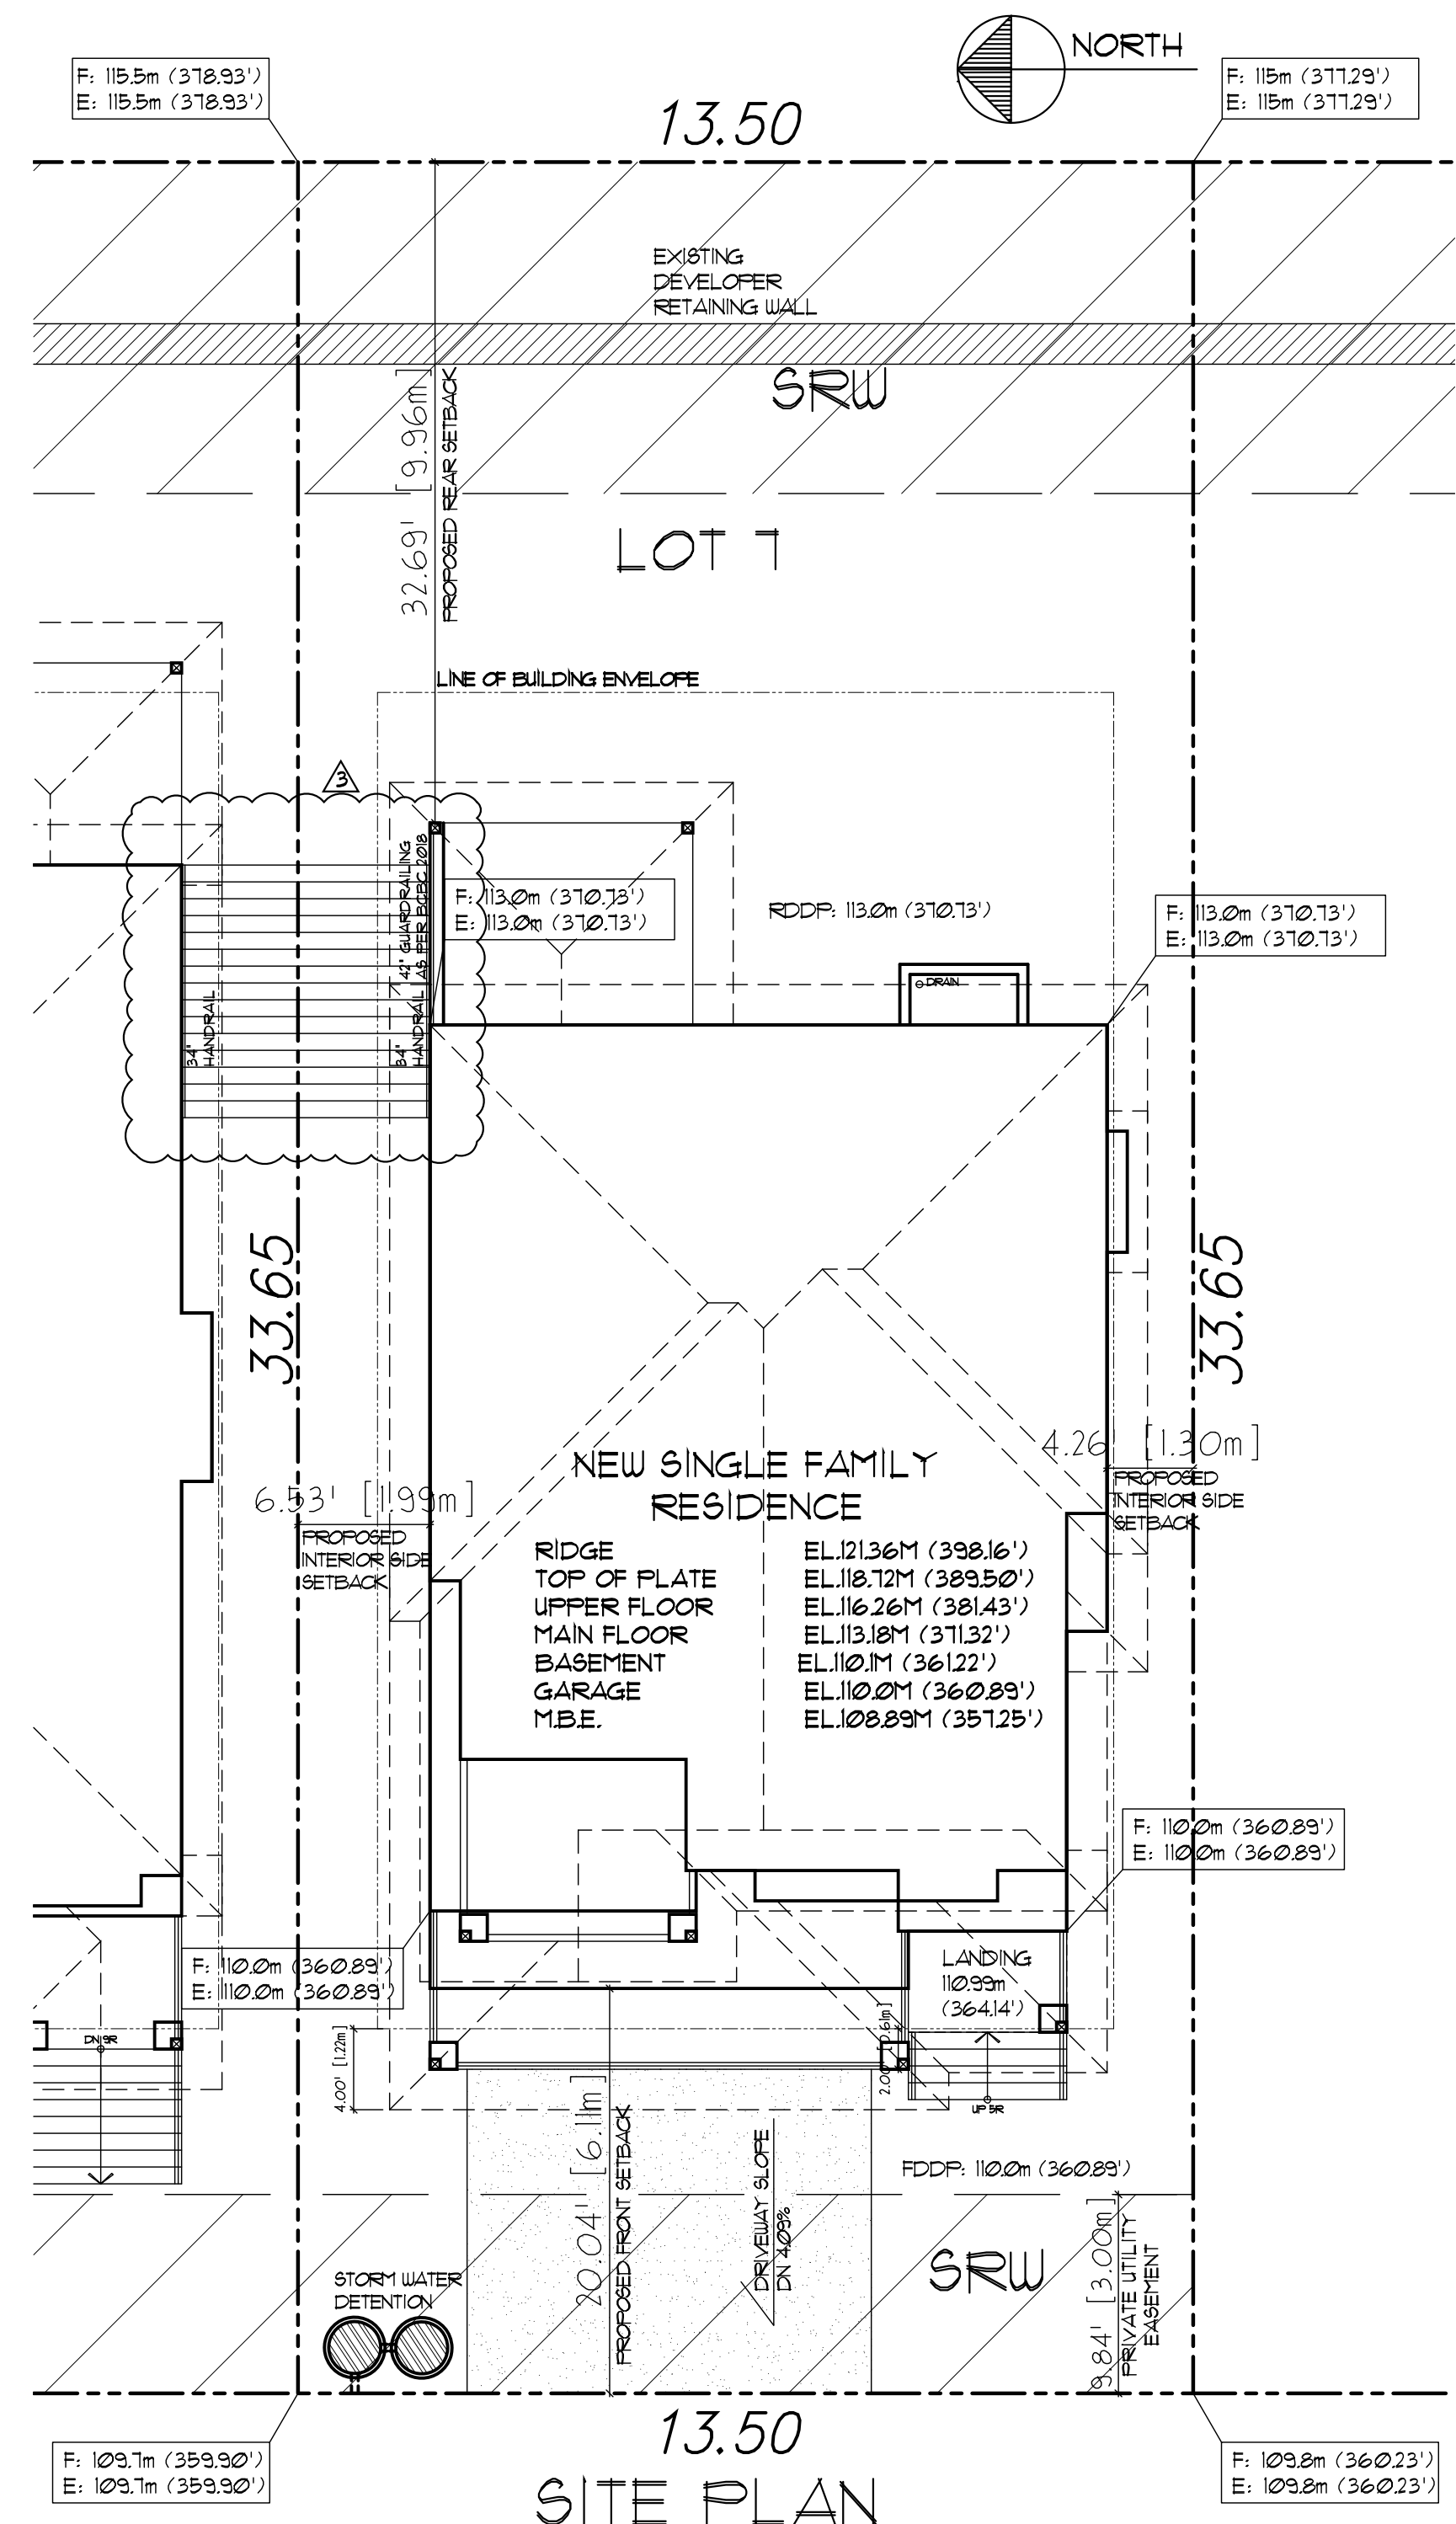 NORTH
F: 115.5m (378.93')
E: 115.5m (378.93')
F: 115m (377.29')
E: 115m (377.29')
13.50
EXISTING
DEVELOPER
RETAINING WALL
SRW
32.69' [9.96m]
PROPOSED REAR SETBACK
LOT 7
LINE OF BUILDING ENVELOPE
3
42" GUARDRAILING
AS PER BCBC 2018
34"
HANDRAIL
34"
HANDRAIL
F: 113.0m (370.73')
E: 113.0m (370.73')
RDDP: 113.0m (370.73')
F: 113.0m (370.73')
E: 113.0m (370.73')
DRAIN
33.65
33.65
4.26' [1.30m]
PROPOSED
INTERIOR SIDE
SETBACK
6.53' [1.99m]
PROPOSED
INTERIOR SIDE
SETBACK
NEW SINGLE FAMILY
RESIDENCE
RIDGE EL.121.36M (398.16')
TOP OF PLATE EL.118.72M (389.50')
UPPER FLOOR EL.116.26M (381.43')
MAIN FLOOR EL.113.18M (371.32')
BASEMENT EL.110.1M (361.22')
GARAGE EL.110.0M (360.89')
M.B.E. EL.108.89M (357.25')
F: 110.0m (360.89')
E: 110.0m (360.89')
F: 110.0m (360.89')
E: 110.0m (360.89')
LANDING
110.99m
(364.14')
DN 9R
4.00' [1.22m]
2.00' [0.61m]
UP 5R
20.04' [6.11m]
PROPOSED FRONT SETBACK
DRIVEWAY SLOPE
DN 4.09%
FDDP: 110.0m (360.89')
SRW
9.84' [3.00m]
PRIVATE UTILITY
EASEMENT
STORM WATER
DETENTION
13.50
F: 109.7m (359.90')
E: 109.7m (359.90')
F: 109.8m (360.23')
E: 109.8m (360.23')
SITE PLAN